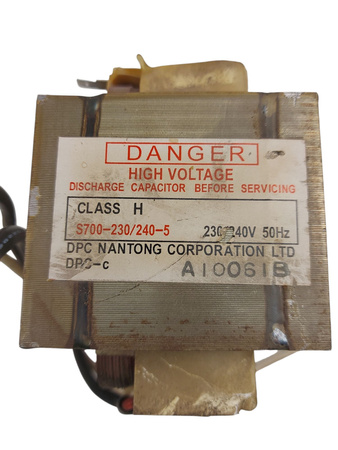 DANGER
HIGH VOLTAGE
DISCHARGE CAPACITOR BEFORE SERVICING
CLASS H
S700-230/240-5 230/240V 50Hz
DPC NANTONG CORPORATION LTD
DPC-c A10061B